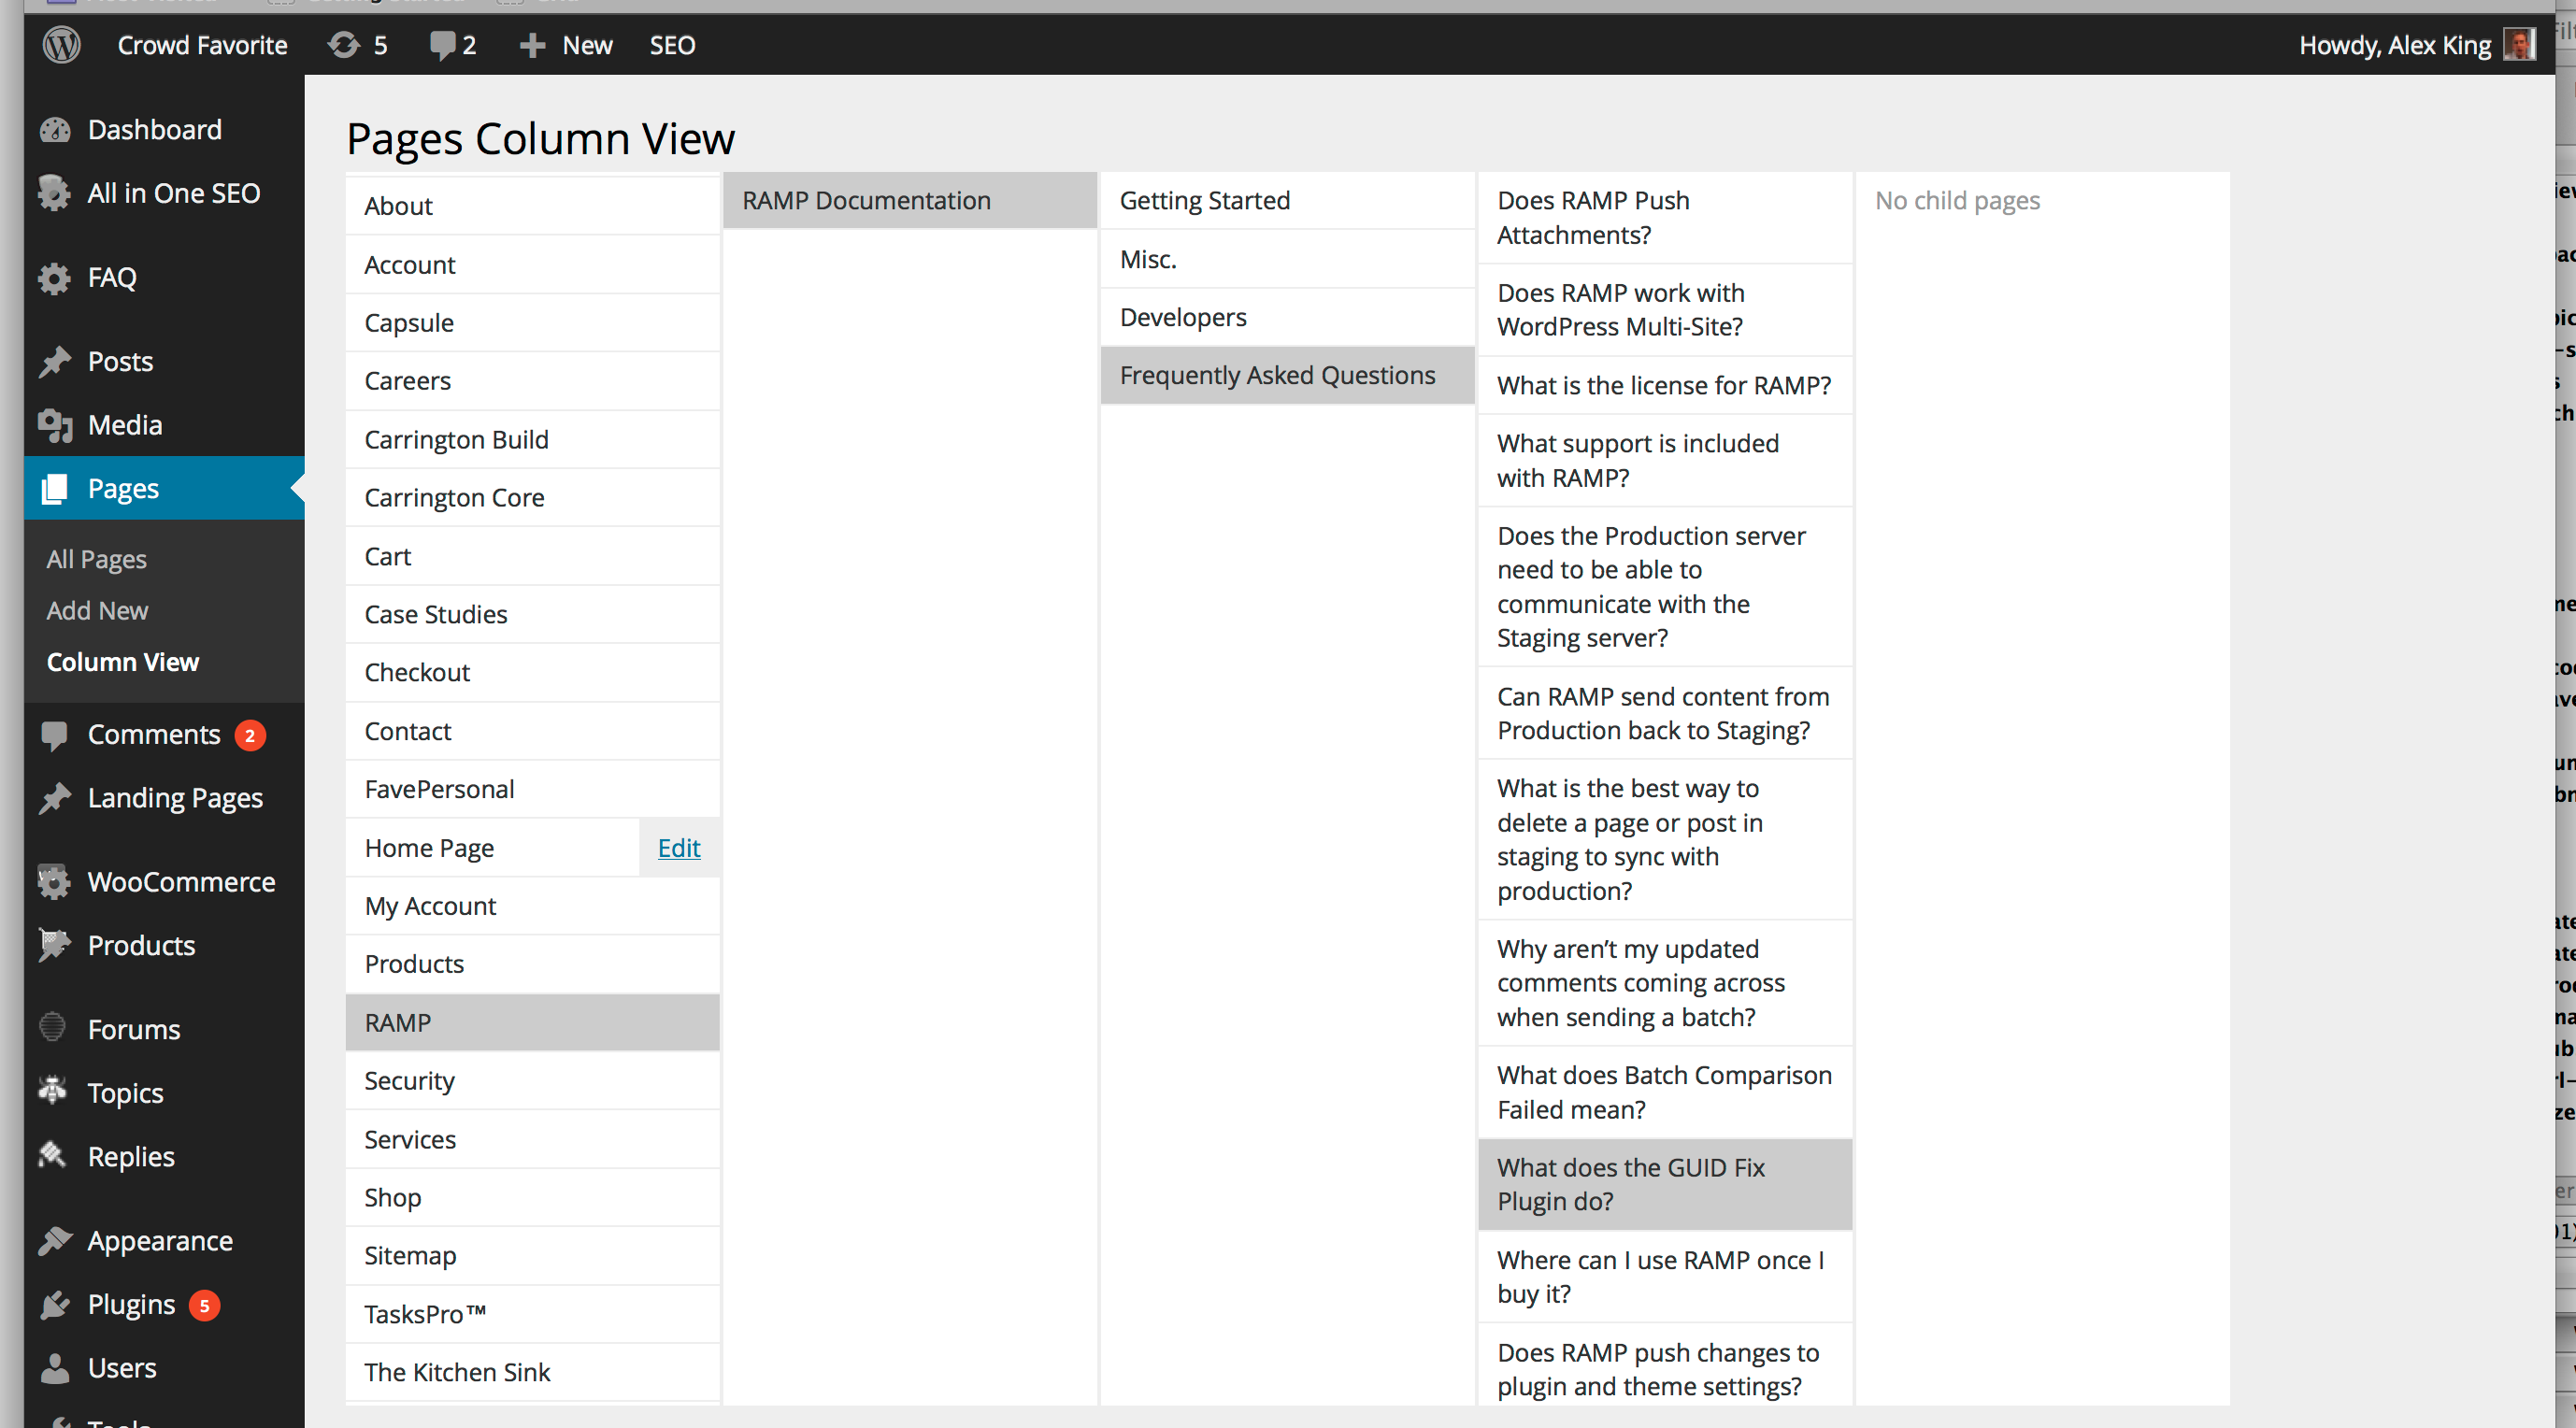 Crowd Favorite 5 2 New SEO Howdy, Alex King
Dashboard
All in One SEO
FAQ
Posts
Media
Pages
All Pages
Add New
Column View
Comments 2
Landing Pages
WooCommerce
Products
Forums
Topics
Replies
Appearance
Plugins 5
Users
Tools
Pages Column View
About
Account
Capsule
Careers
Carrington Build
Carrington Core
Cart
Case Studies
Checkout
Contact
FavePersonal
Home Page Edit
My Account
Products
RAMP
Security
Services
Shop
Sitemap
TasksPro™
The Kitchen Sink
RAMP Documentation
Getting Started
Misc.
Developers
Frequently Asked Questions
Does RAMP Push
Attachments?
Does RAMP work with
WordPress Multi-Site?
What is the license for RAMP?
What support is included
with RAMP?
Does the Production server
need to be able to
communicate with the
Staging server?
Can RAMP send content from
Production back to Staging?
What is the best way to
delete a page or post in
staging to sync with
production?
Why aren’t my updated
comments coming across
when sending a batch?
What does Batch Comparison
Failed mean?
What does the GUID Fix
Plugin do?
Where can I use RAMP once I
buy it?
Does RAMP push changes to
plugin and theme settings?
No child pages